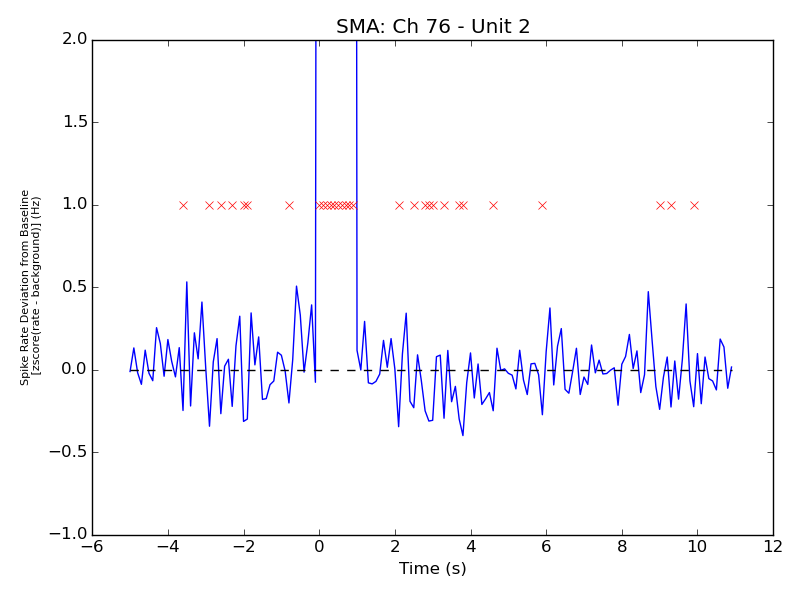 SMA: Ch 76 - Unit 2
Spike Rate Deviation from Baseline
[zscore(rate - background)] (Hz)
2.0
1.5
1.0
0.5
0.0
−0.5
−1.0
−6 −4 −2 0 2 4 6 8 10 12
Time (s)